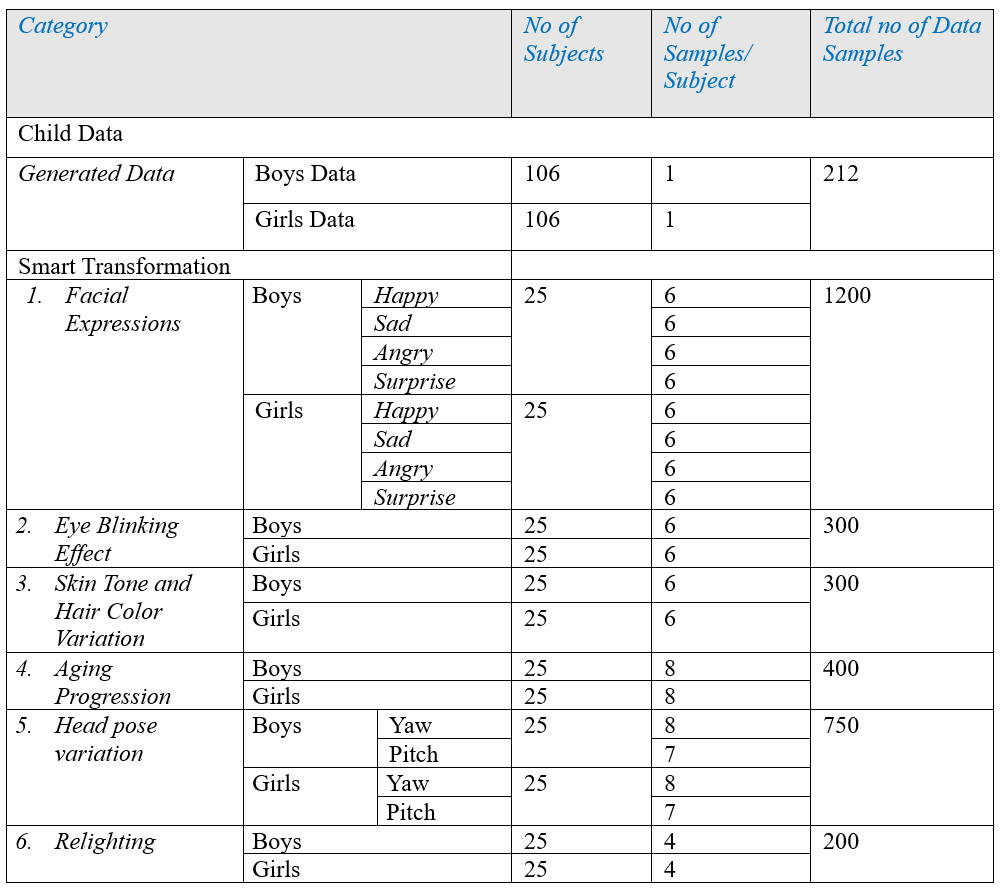 Category No of Subjects No of Samples/ Subject Total no of Data Samples
Child Data
Generated Data Boys Data 106 1 212
Girls Data 106 1
Smart Transformation
1. Facial Expressions Boys Happy 25 6 1200
Sad 6
Angry 6
Surprise 6
Girls Happy 25 6
Sad 6
Angry 6
Surprise 6
2. Eye Blinking Effect Boys 25 6 300
Girls 25 6
3. Skin Tone and Hair Color Variation Boys 25 6 300
Girls 25 6
4. Aging Progression Boys 25 8 400
Girls 25 8
5. Head pose variation Boys Yaw 25 8 750
Pitch 7
Girls Yaw 25 8
Pitch 7
6. Relighting Boys 25 4 200
Girls 25 4